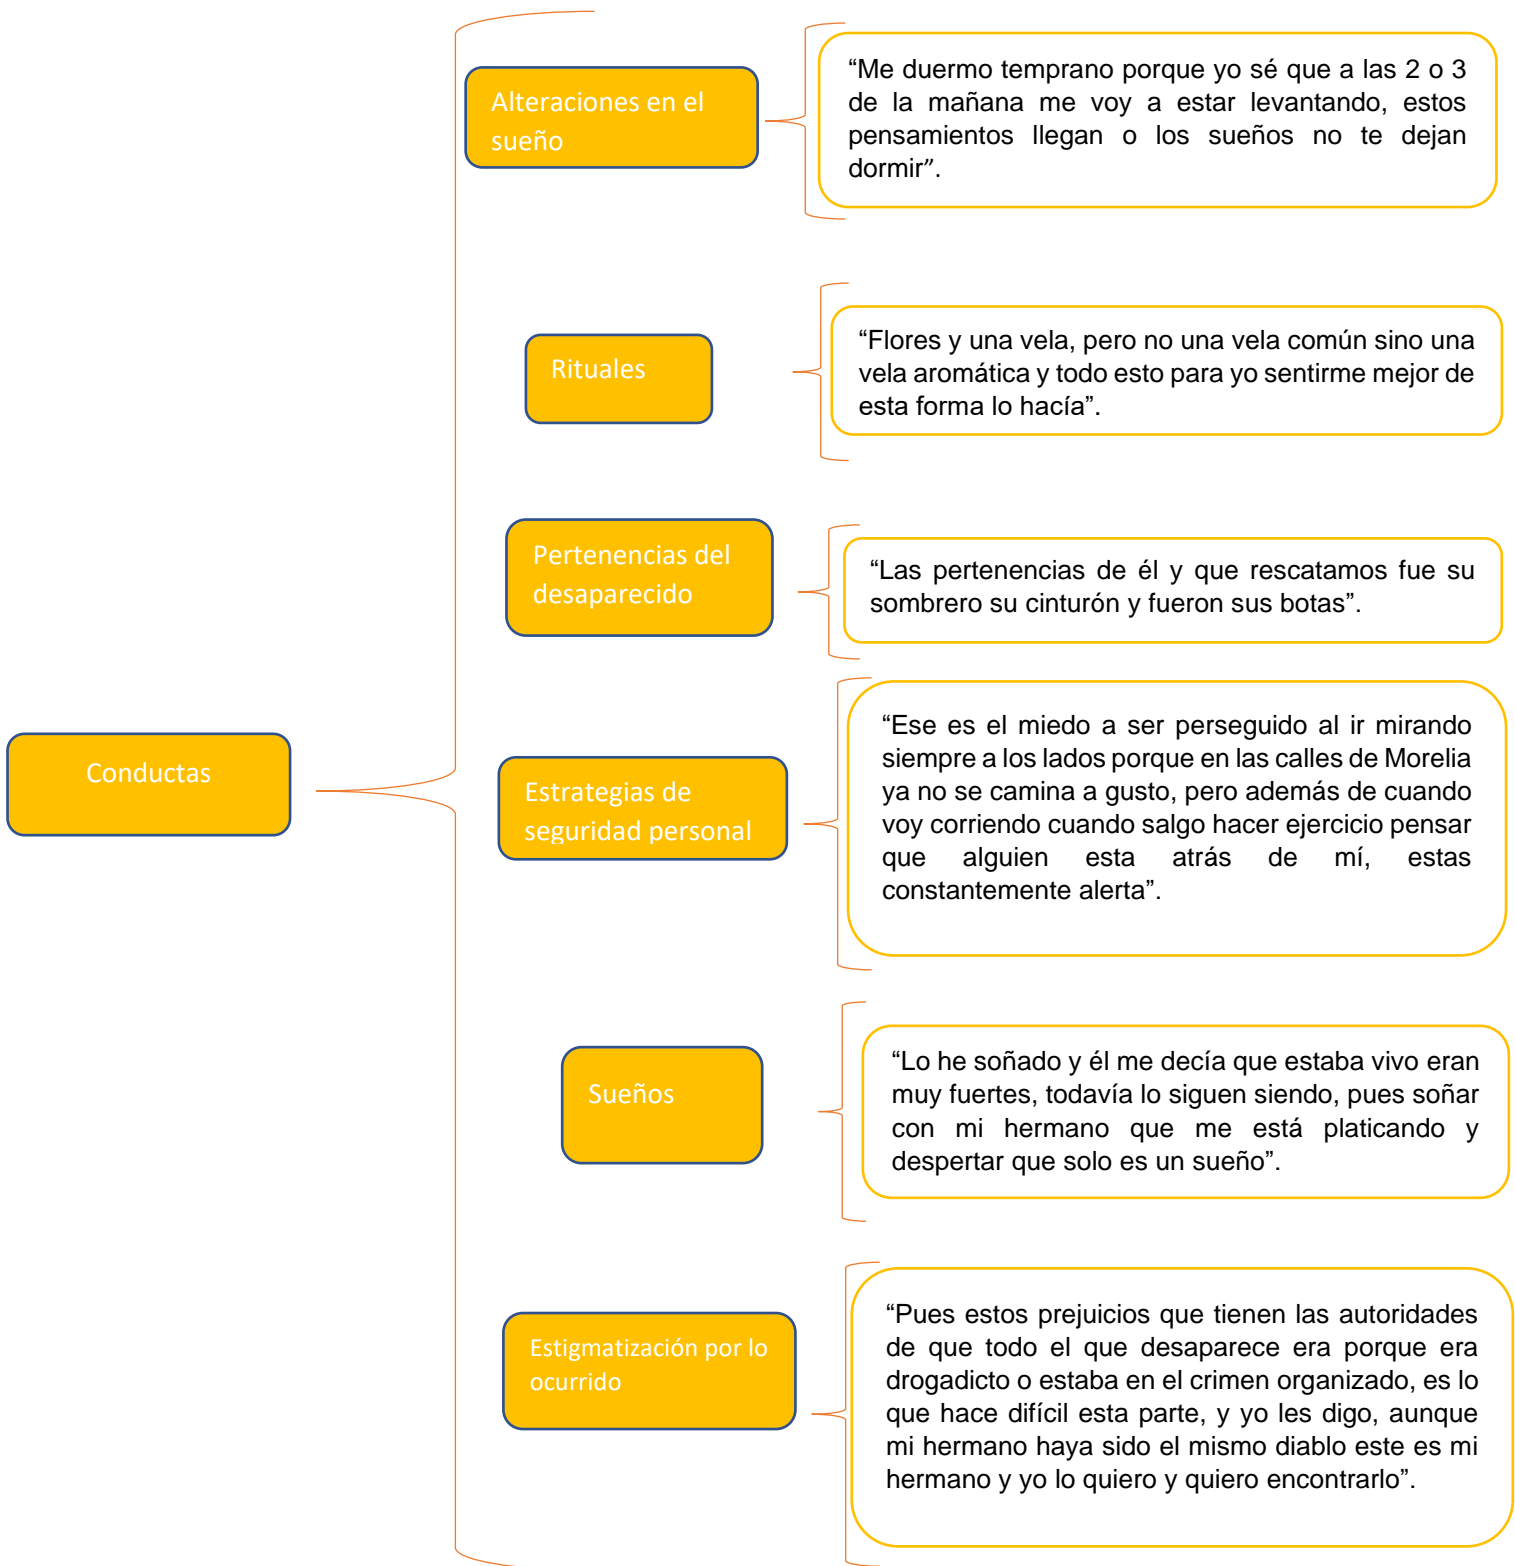 Alteraciones en el
sueño
“Me duermo temprano porque yo sé que a las 2 o 3
de la mañana me voy a estar levantando, estos
pensamientos llegan o los sueños no te dejan
dormir”.
Rituales
“Flores y una vela, pero no una vela común sino una
vela aromática y todo esto para yo sentirme mejor de
esta forma lo hacía”.
Pertenencias del
desaparecido
“Las pertenencias de él y que rescatamos fue su
sombrero su cinturón y fueron sus botas”.
Conductas
Estrategias de
seguridad personal
“Ese es el miedo a ser perseguido al ir mirando
siempre a los lados porque en las calles de Morelia
ya no se camina a gusto, pero además de cuando
voy corriendo cuando salgo hacer ejercicio pensar
que alguien esta atrás de mí, estas
constantemente alerta”.
Sueños
“Lo he soñado y él me decía que estaba vivo eran
muy fuertes, todavía lo siguen siendo, pues soñar
con mi hermano que me está platicando y
despertar que solo es un sueño”.
Estigmatización por lo
ocurrido
“Pues estos prejuicios que tienen las autoridades
de que todo el que desaparece era porque era
drogadicto o estaba en el crimen organizado, es lo
que hace difícil esta parte, y yo les digo, aunque
mi hermano haya sido el mismo diablo este es mi
hermano y yo lo quiero y quiero encontrarlo”.